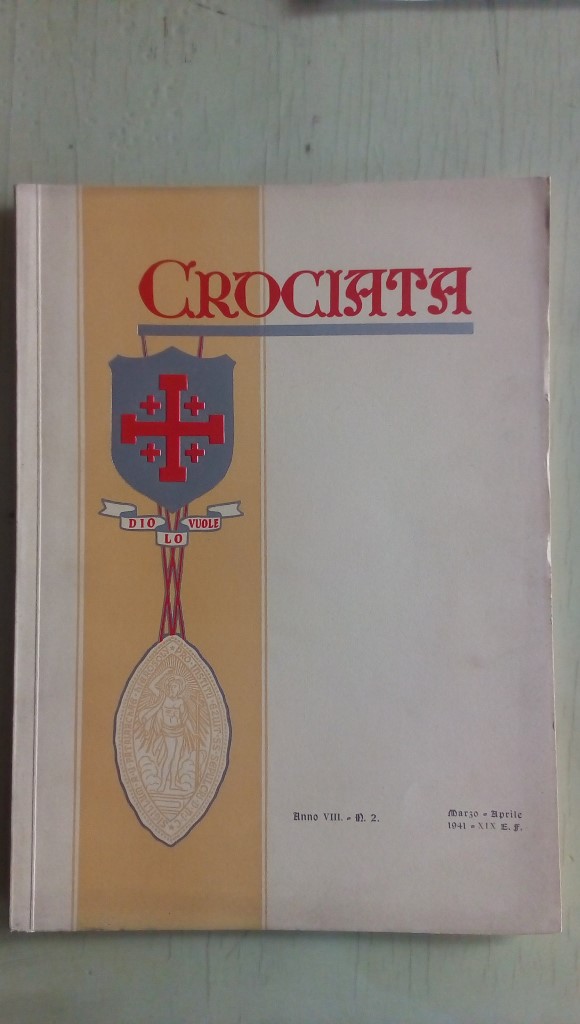 CROCIATA
DIO LO VUOLE
Anno VIII. - N. 2.
Marzo - Aprile
1941 - XIX E. F.